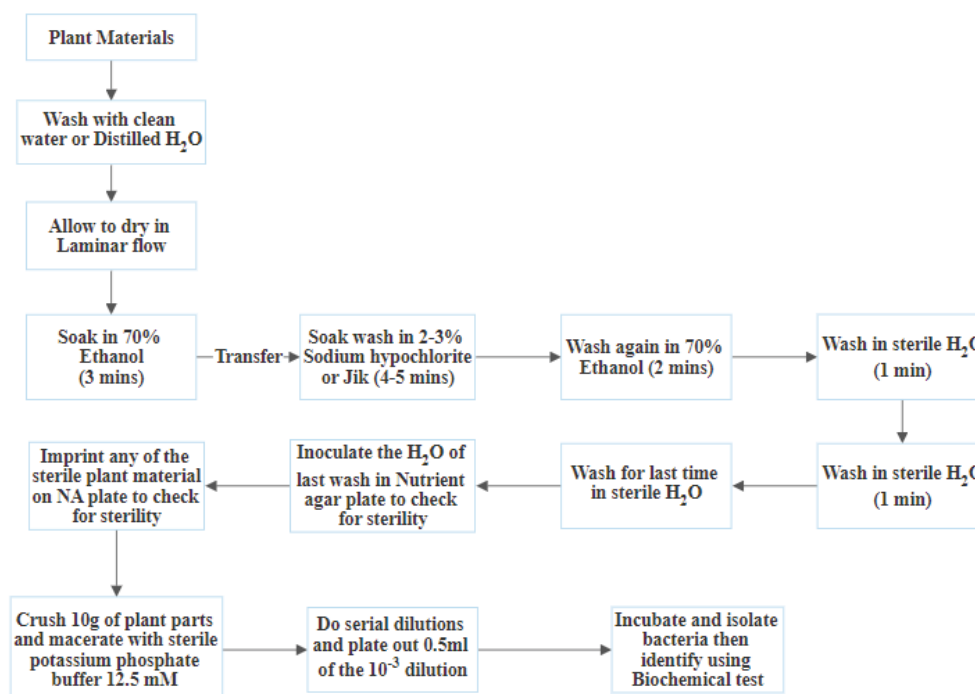 Plant Materials
Wash with clean
water or Distilled H₂O
Allow to dry in
Laminar flow
Soak in 70%
Ethanol
(3 mins)
Transfer
Soak wash in 2-3%
Sodium hypochlorite
or Jik (4-5 mins)
Wash again in 70%
Ethanol (2 mins)
Wash in sterile H₂O
(1 min)
Wash in sterile H₂O
(1 min)
Wash for last time
in sterile H₂O
Inoculate the H₂O of
last wash in Nutrient
agar plate to check
for sterility
Imprint any of the
sterile plant material
on NA plate to check
for sterility
Crush 10g of plant parts
and macerate with sterile
potassium phosphate
buffer 12.5 mM
Do serial dilutions
and plate out 0.5ml
of the 10⁻³ dilution
Incubate and isolate
bacteria then
identify using
Biochemical test